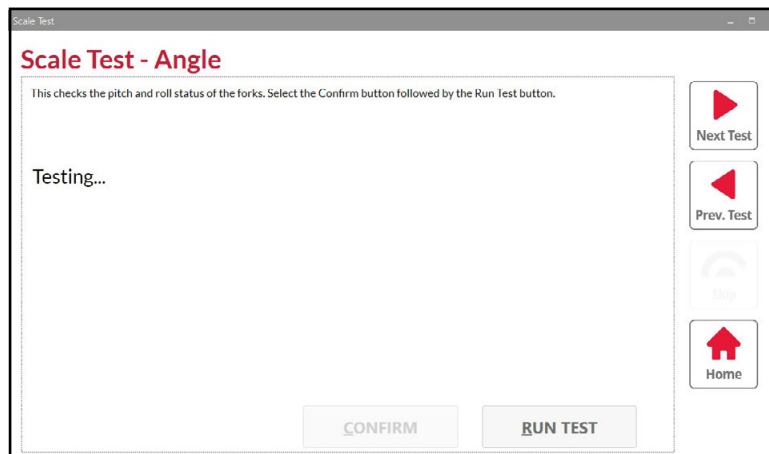 Scale Test
Scale Test - Angle
This checks the pitch and roll status of the forks. Select the Confirm button followed by the Run Test button.
Testing...
Next Test
Prev. Test
Skip
Home
CONFIRM
RUN TEST